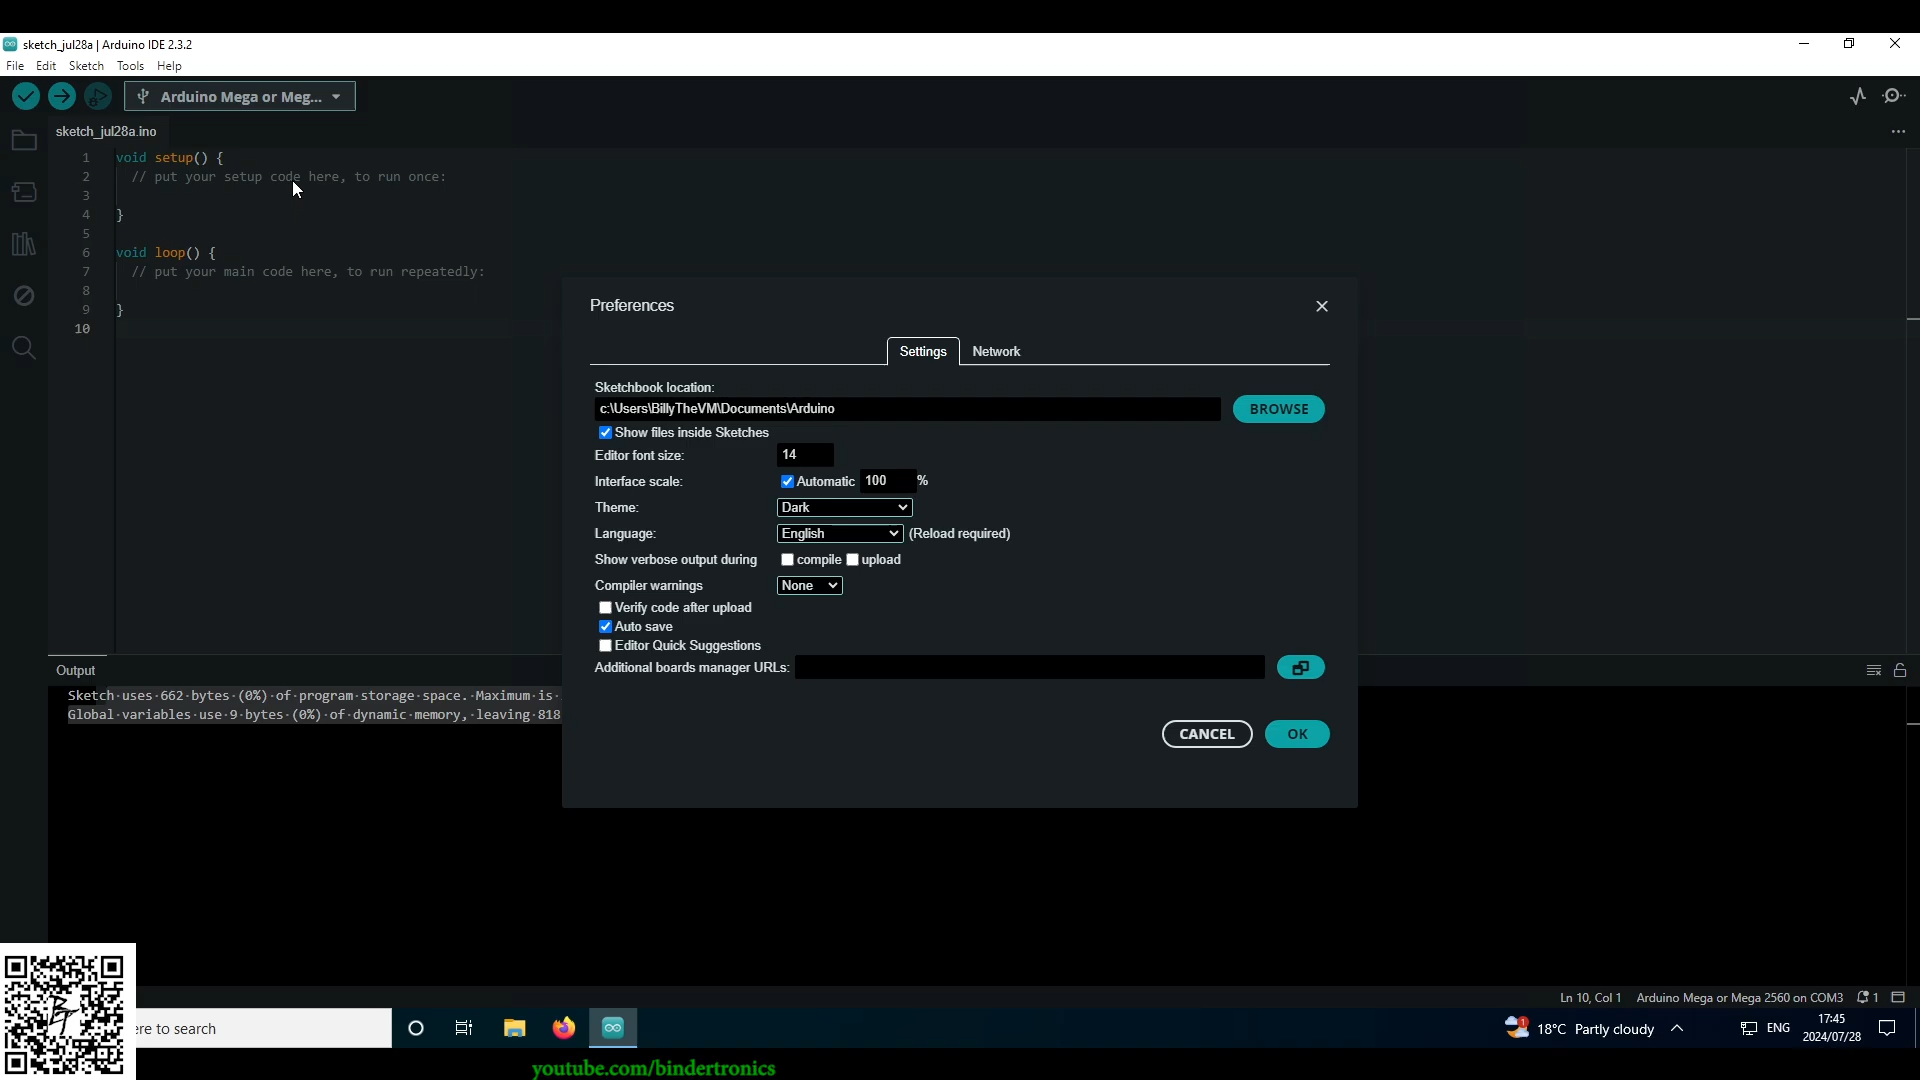 sketch_jul28a | Arduino IDE 2.3.2
File Edit Sketch Tools Help
Arduino Mega or Meg...
sketch_jul28a.ino
1 void setup() {
2 // put your setup code here, to run once:
3
4 }
5
6 void loop() {
7 // put your main code here, to run repeatedly:
8
9 }
10
Preferences
Settings Network
Sketchbook location:
c:\Users\BillyTheVM\Documents\Arduino BROWSE
Show files inside Sketches
Editor font size: 14
Interface scale: Automatic 100 %
Theme: Dark
Language: English (Reload required)
Show verbose output during compile upload
Compiler warnings None
Verify code after upload
Auto save
Editor Quick Suggestions
Additional boards manager URLs:
CANCEL OK
Output
Sketch·uses·662·bytes·(0%)·of·program·storage·space.·Maximum·is·
Global·variables·use·9·bytes·(0%)·of·dynamic·memory,·leaving·818
Ln 10, Col 1 Arduino Mega or Mega 2560 on COM3 1
ere to search
1 18°C Partly cloudy ENG 17:45
2024/07/28
BT
youtube.com/bindertronics